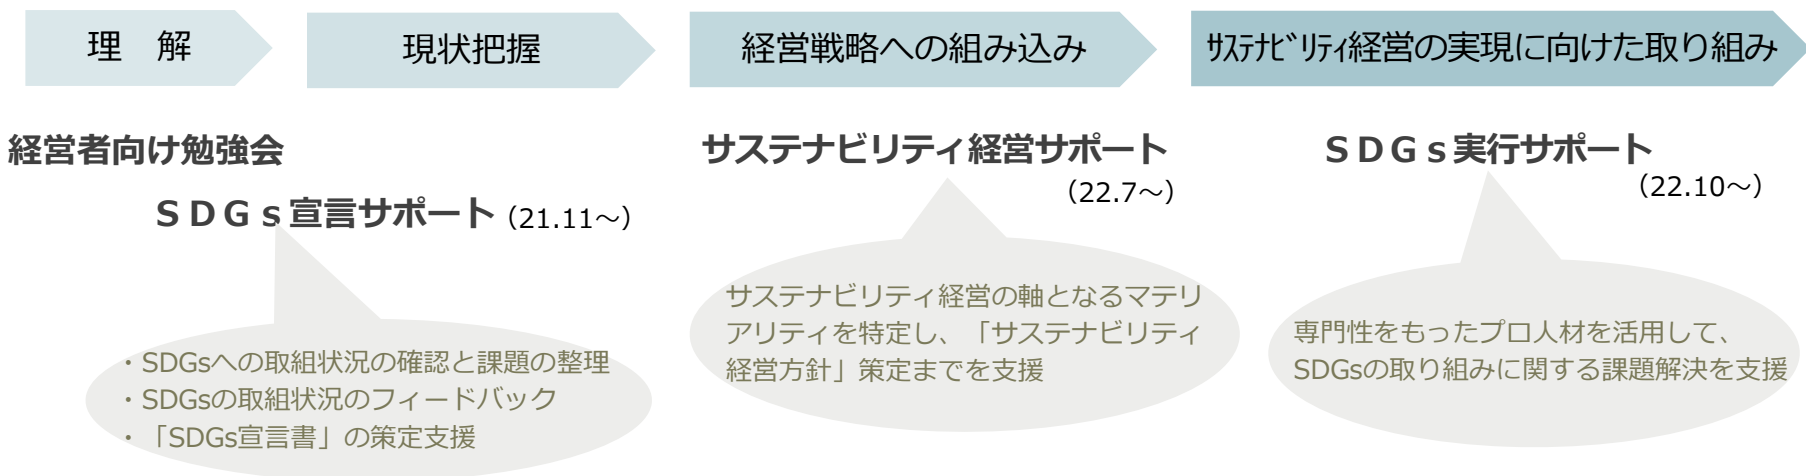 理　解
現状把握
経営戦略への組み込み
ｻｽﾃﾅﾋﾞﾘﾃｨ経営の実現に向けた取り組み
経営者向け勉強会
ＳＤＧｓ宣言サポート（21.11～）
サステナビリティ経営サポート
（22.7～）
ＳＤＧｓ実行サポート
（22.10～）
・SDGsへの取組状況の確認と課題の整理
・SDGsの取組状況のフィードバック
・「SDGs宣言書」の策定支援
サステナビリティ経営の軸となるマテリ
アリティを特定し、「サステナビリティ
経営方針」策定までを支援
専門性をもったプロ人材を活用して、
SDGsの取り組みに関する課題解決を支援